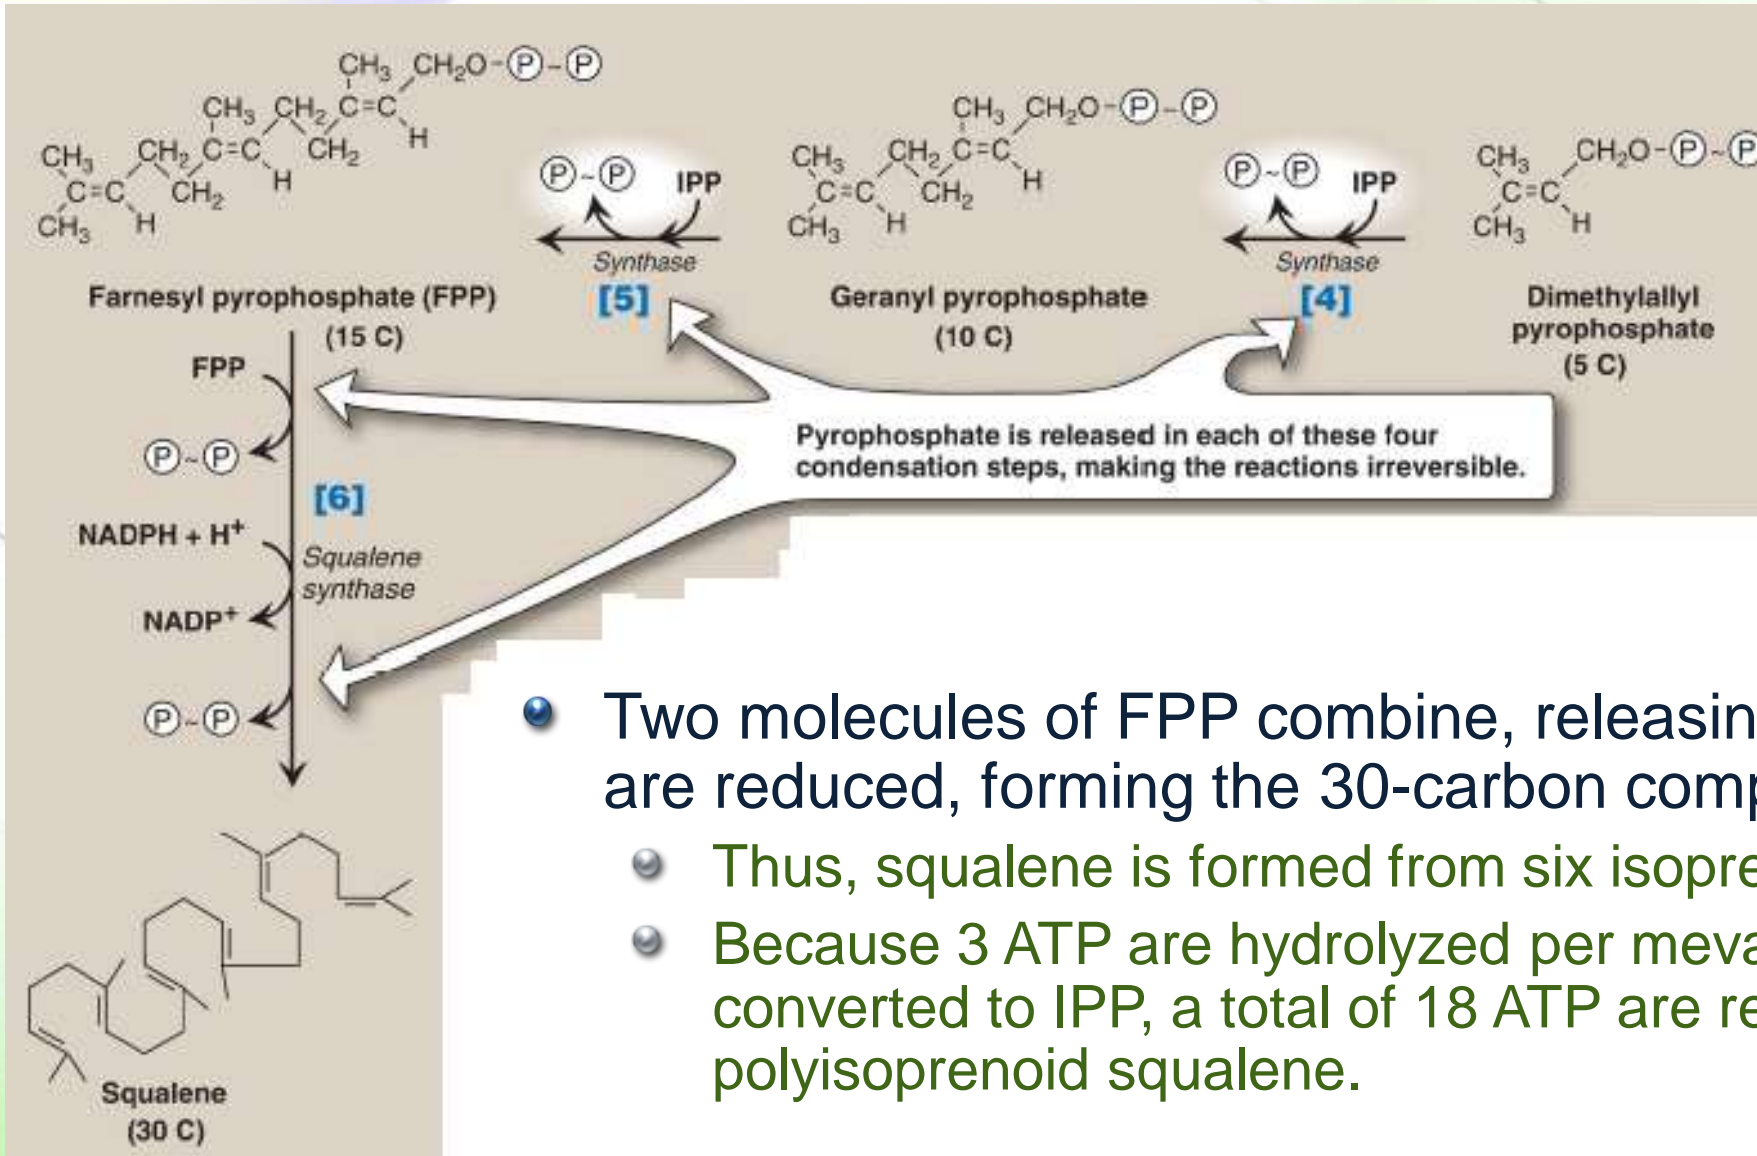 CH₃ CH₂O-P~P
CH₃ CH₂ C=C
H
CH₃ CH₂ C=C CH₂
H
C=C CH₂
CH₃ H
Farnesyl pyrophosphate (FPP)
(15 C)
P~P IPP
Synthase
[5]
CH₃ CH₂O-P~P
CH₃ CH₂ C=C
C=C CH₂ H
CH₃ H
Geranyl pyrophosphate
(10 C)
P~P IPP
Synthase
[4]
CH₃ CH₂O-P~P
C=C
CH₃ H
Dimethylallyl
pyrophosphate
(5 C)
Pyrophosphate is released in each of these four
condensation steps, making the reactions irreversible.
FPP
P~P
[6]
NADPH + H⁺
Squalene
synthase
NADP⁺
P~P
Squalene
(30 C)
Two molecules of FPP combine, releasin
are reduced, forming the 30-carbon comp
Thus, squalene is formed from six isopre
Because 3 ATP are hydrolyzed per meva
converted to IPP, a total of 18 ATP are re
polyisoprenoid squalene.